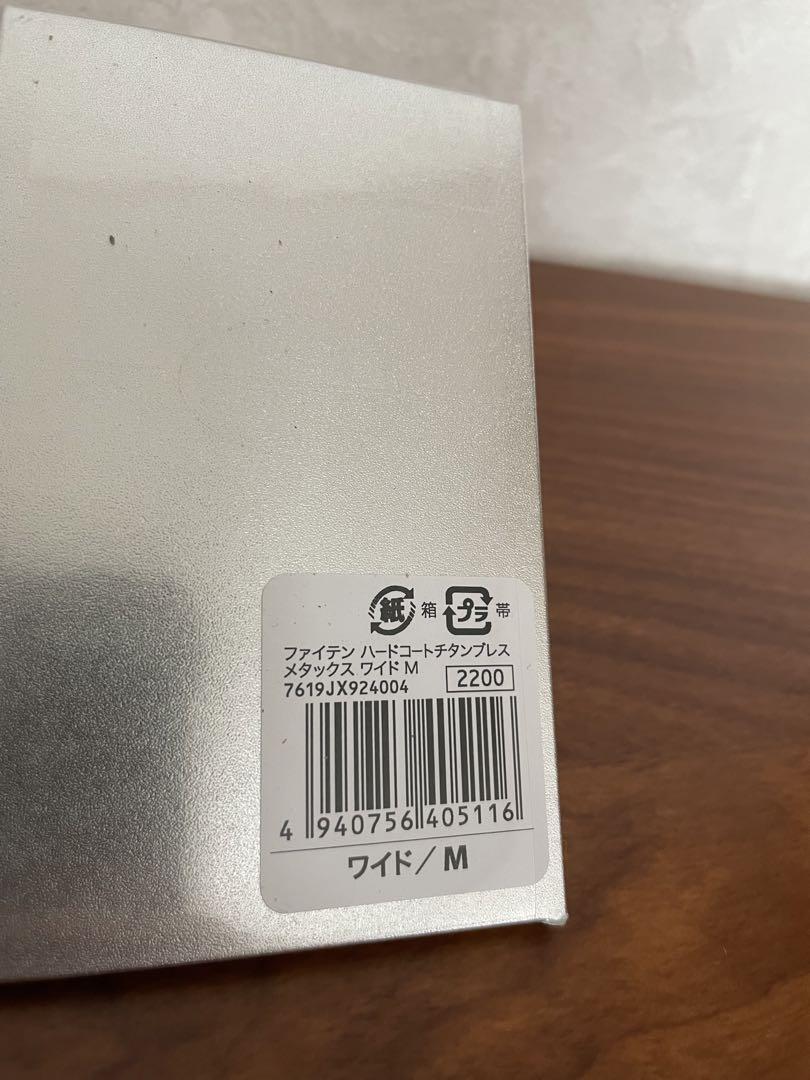 紙 箱 プラ 帯
ファイテン ハードコートチタンブレス
メタックス ワイド M
7619JX924004 2200
4 940756 405116
ワイド/M